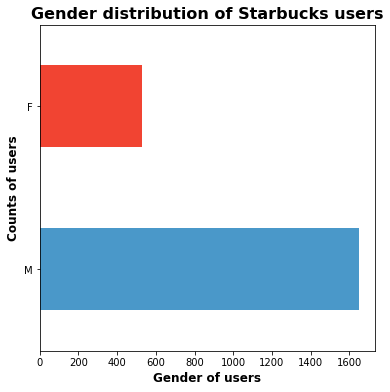 Gender distribution of Starbucks users
Counts of users
F
M
0 200 400 600 800 1000 1200 1400 1600
Gender of users